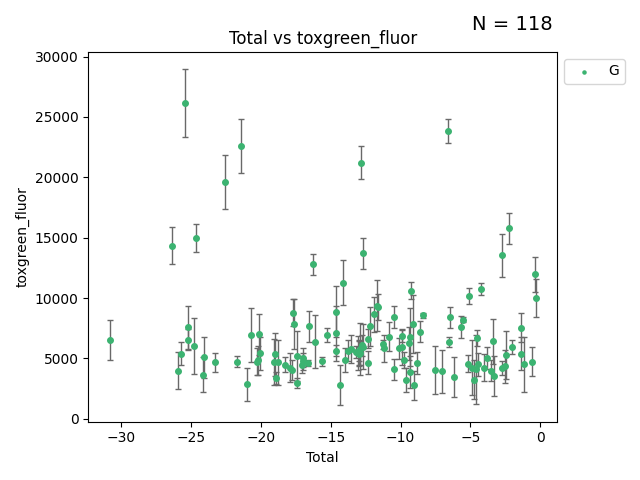 N = 118
Total vs toxgreen_fluor
G
30000
25000
20000
15000
10000
5000
0
toxgreen_fluor
−30 −25 −20 −15 −10 −5 0
Total